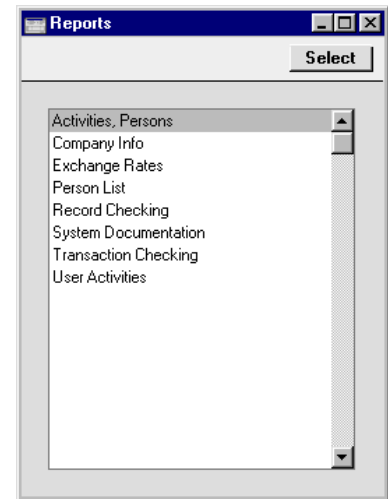 Reports
Select
Activities, Persons
Company Info
Exchange Rates
Person List
Record Checking
System Documentation
Transaction Checking
User Activities